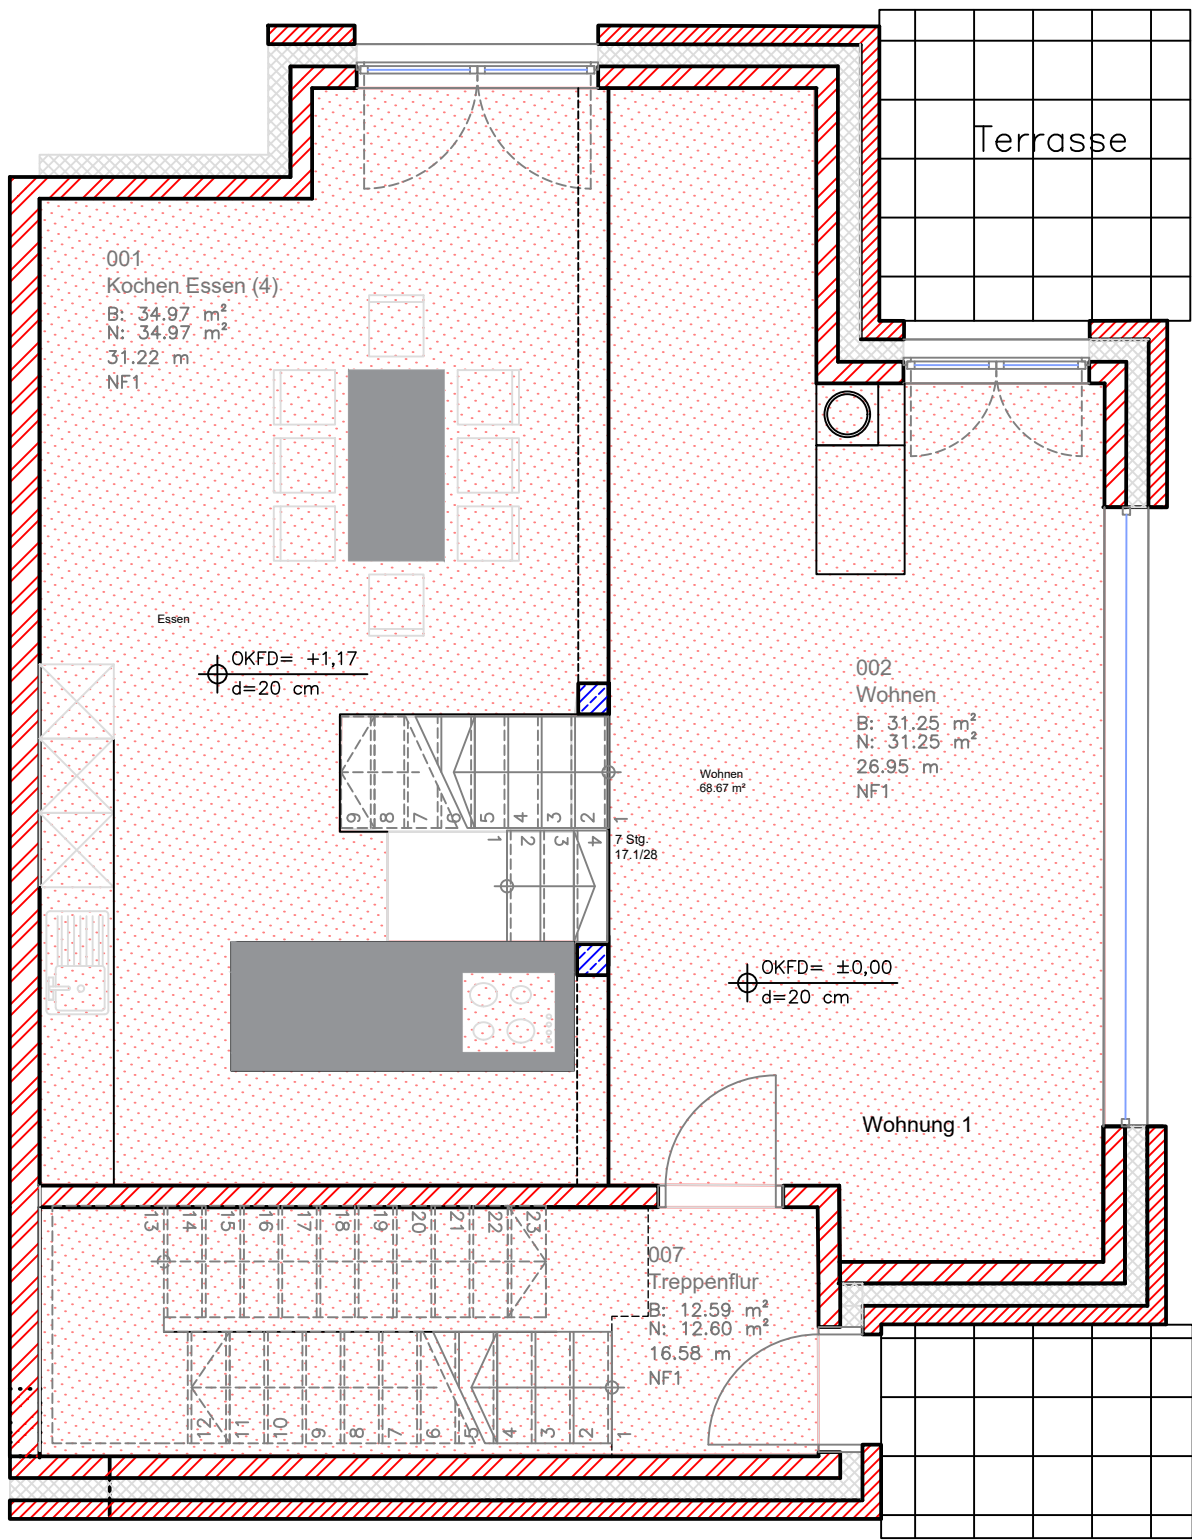 Terrasse
001
Kochen Essen (4)
B: 34.97 m²
N: 34.97 m²
31.22 m
NF1
Essen
OKFD= +1,17
d=20 cm
002
Wohnen
B: 31.25 m²
N: 31.25 m²
26.95 m
NF1
Wohnen
68.67 m²
9 8 7 6 5 4 3 2 1
1 2 3 4
7 Stg.
17.1/28
OKFD= ±0,00
d=20 cm
Wohnung 1
13 14 15 16 17 18 19 20 21 22 23
007
Treppenflur
B: 12.59 m²
N: 12.60 m²
16.58 m
NF1
12 11 10 9 8 7 6 5 4 3 2 1